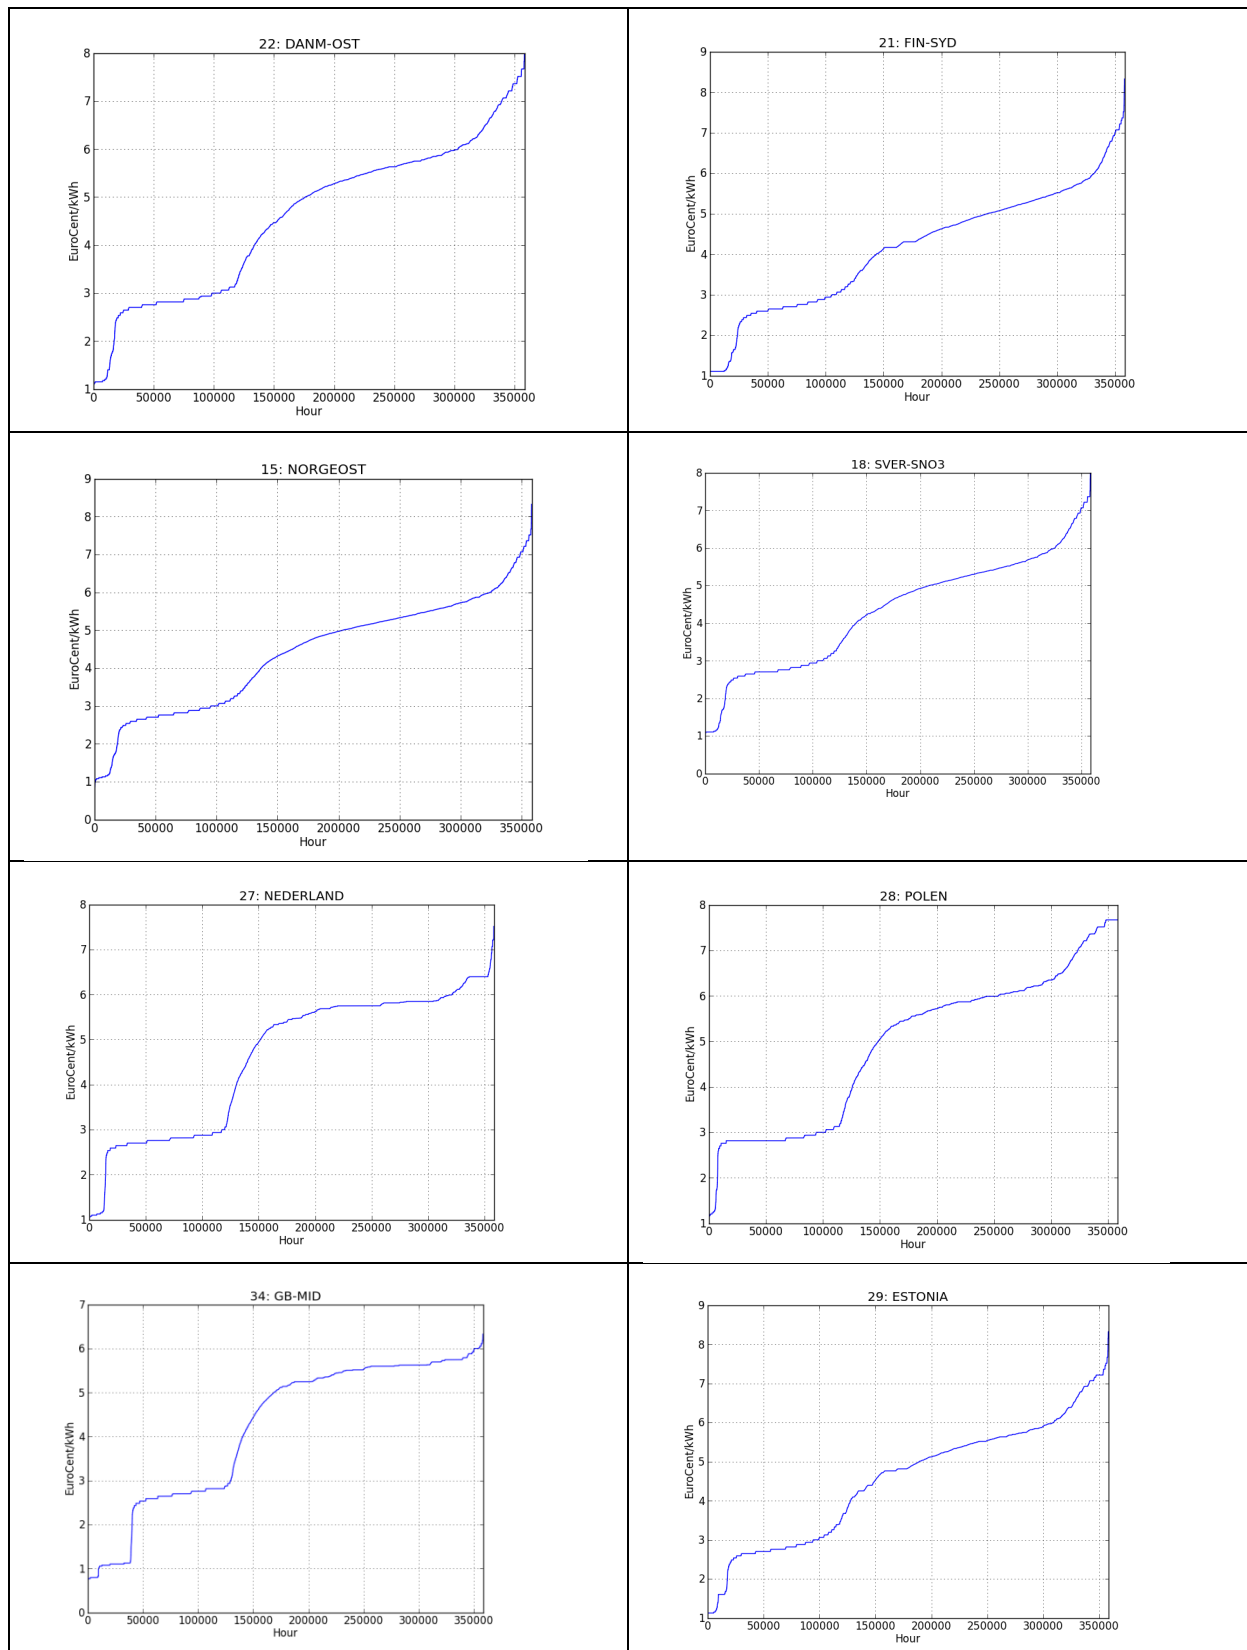 22: DANM-OST
8
7
6
5
4
3
2
1
EuroCent/kWh
0 50000 100000 150000 200000 250000 300000 350000
Hour
21: FIN-SYD
9
8
7
6
5
4
3
2
1
EuroCent/kWh
0 50000 100000 150000 200000 250000 300000 350000
Hour
15: NORGEOST
9
8
7
6
5
4
3
2
1
0
EuroCent/kWh
0 50000 100000 150000 200000 250000 300000 350000
Hour
18: SVER-SNO3
8
7
6
5
4
3
2
1
0
EuroCent/kWh
0 50000 100000 150000 200000 250000 300000 350000
Hour
27: NEDERLAND
8
7
6
5
4
3
2
1
EuroCent/kWh
0 50000 100000 150000 200000 250000 300000 350000
Hour
28: POLEN
8
7
6
5
4
3
2
1
EuroCent/kWh
0 50000 100000 150000 200000 250000 300000 350000
Hour
34: GB-MID
7
6
5
4
3
2
1
0
EuroCent/kWh
0 50000 100000 150000 200000 250000 300000 350000
Hour
29: ESTONIA
9
8
7
6
5
4
3
2
1
EuroCent/kWh
0 50000 100000 150000 200000 250000 300000 350000
Hour